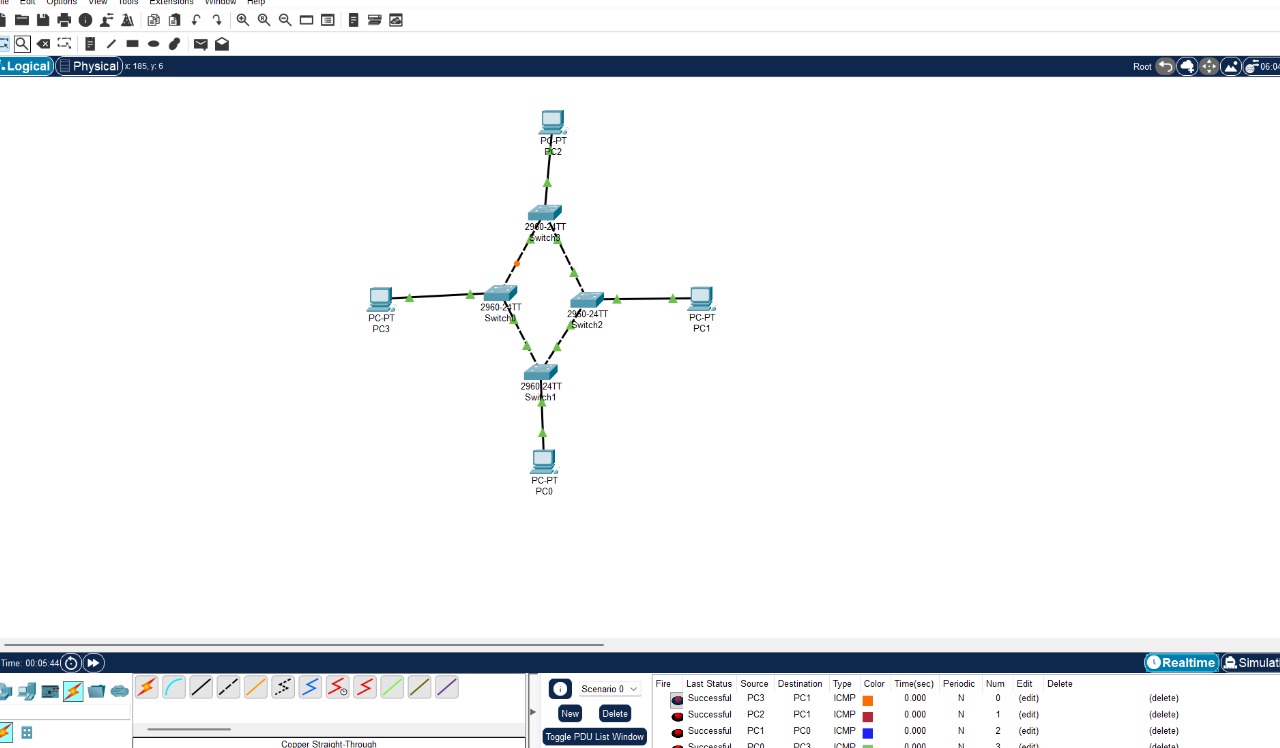 File Edit Options View Tools Extensions Window Help
Logical Physical x: 185, y: 6 Root 06:04
PC-PT
PC2
2960-24TT
Switch3
2960-24TT
2960-24TT
Switch2
PC-PT
PC3
PC-PT
PC1
2960-24TT
Switch1
PC-PT
PC0
Time: 00:05:44 Realtime Simulati
Scenario 0
New Delete
Toggle PDU List Window
Copper Straight-Through
Fire Last Status Source Destination Type Color Time(sec) Periodic Num Edit Delete
Successful PC3 PC1 ICMP 0.000 N 0 (edit) (delete)
Successful PC2 PC1 ICMP 0.000 N 1 (edit) (delete)
Successful PC1 PC0 ICMP 0.000 N 2 (edit) (delete)
Successful PC0 PC3 ICMP 0.000 N 3 (edit) (delete)